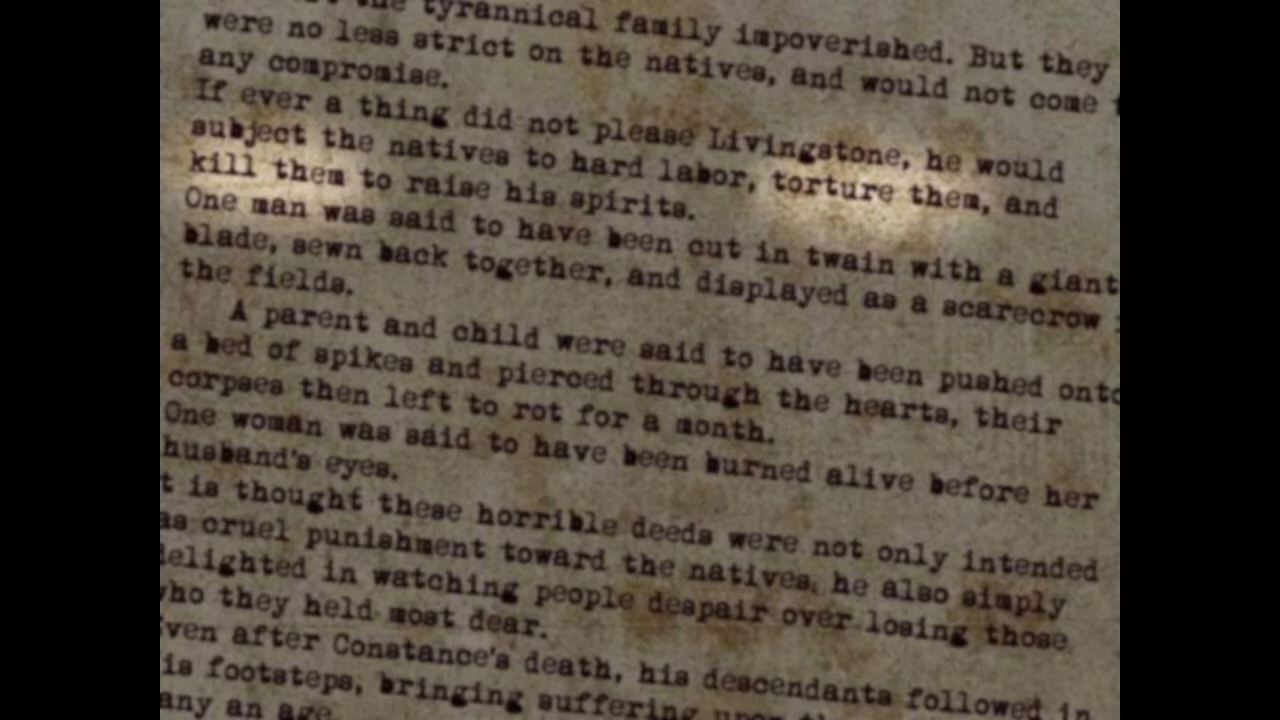 the tyrannical family impoverished. But they
were no less strict on the natives, and would not come
any compromise.
If ever a thing did not please Livingstone, he would
subject the natives to hard labor, torture them, and
kill them to raise his spirits.
One man was said to have been cut in twain with a giant
blade, sewn back together, and displayed as a scarecrow
the fields.
A parent and child were said to have been pushed onto
a bed of spikes and pierced through the hearts, their
corpses then left to rot for a month.
One woman was said to have been burned alive before her
husband's eyes.
t is thought these horrible deeds were not only intended
as cruel punishment toward the natives, he also simply
delighted in watching people despair over losing those
who they held most dear.
Even after Constance's death, his descendants followed in
is footsteps, bringing suffering upon
any an age.